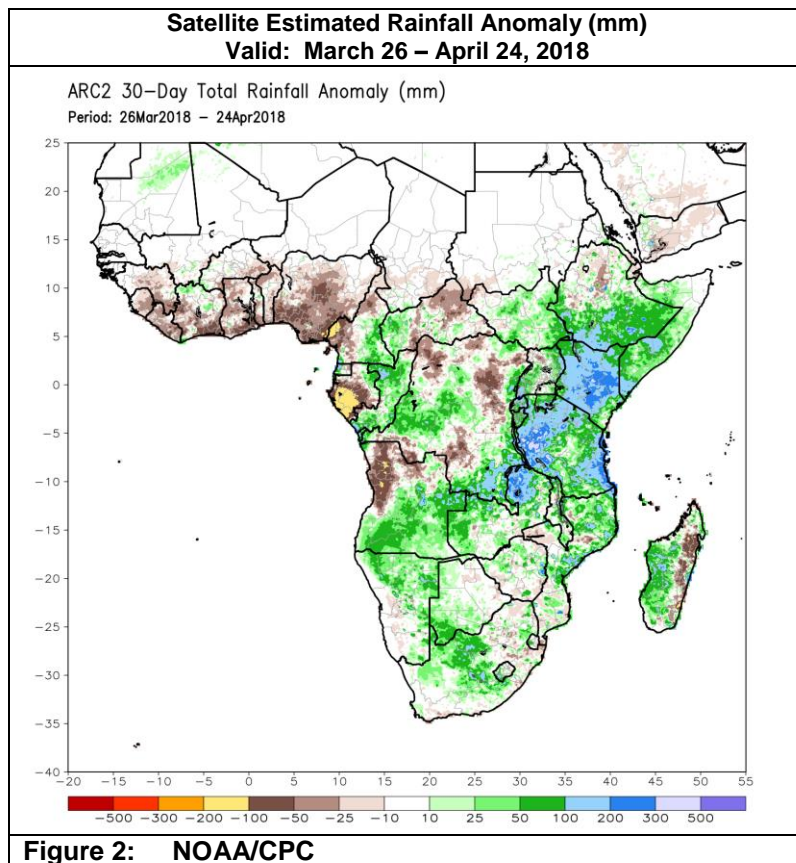 Satellite Estimated Rainfall Anomaly (mm)
Valid: March 26 – April 24, 2018
ARC2 30-Day Total Rainfall Anomaly (mm)
Period: 26Mar2018 – 24Apr2018
25
20
15
10
5
0
-5
-10
-15
-20
-25
-30
-35
-40
-20 -15 -10 -5 0 5 10 15 20 25 30 35 40 45 50 55
-500 -300 -200 -100 -50 -25 -10 10 25 50 100 200 300 500
Figure 2: NOAA/CPC